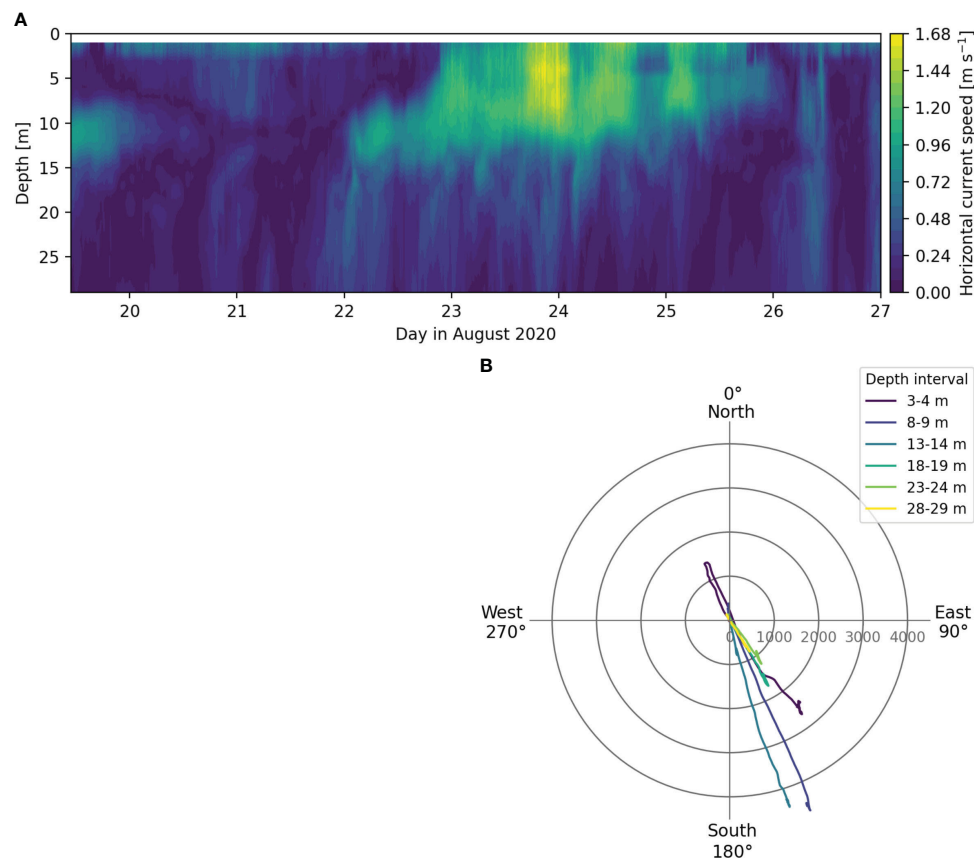 A
0
5
10
15
20
25
Depth [m]
20 21 22 23 24 25 26 27
Day in August 2020
1.68
1.44
1.20
0.96
0.72
0.48
0.24
0.00
Horizontal current speed [m s⁻¹]
B
0°
North
Depth interval
3-4 m
8-9 m
13-14 m
18-19 m
23-24 m
28-29 m
West
270°
0 1000 2000 3000 4000
East
90°
South
180°